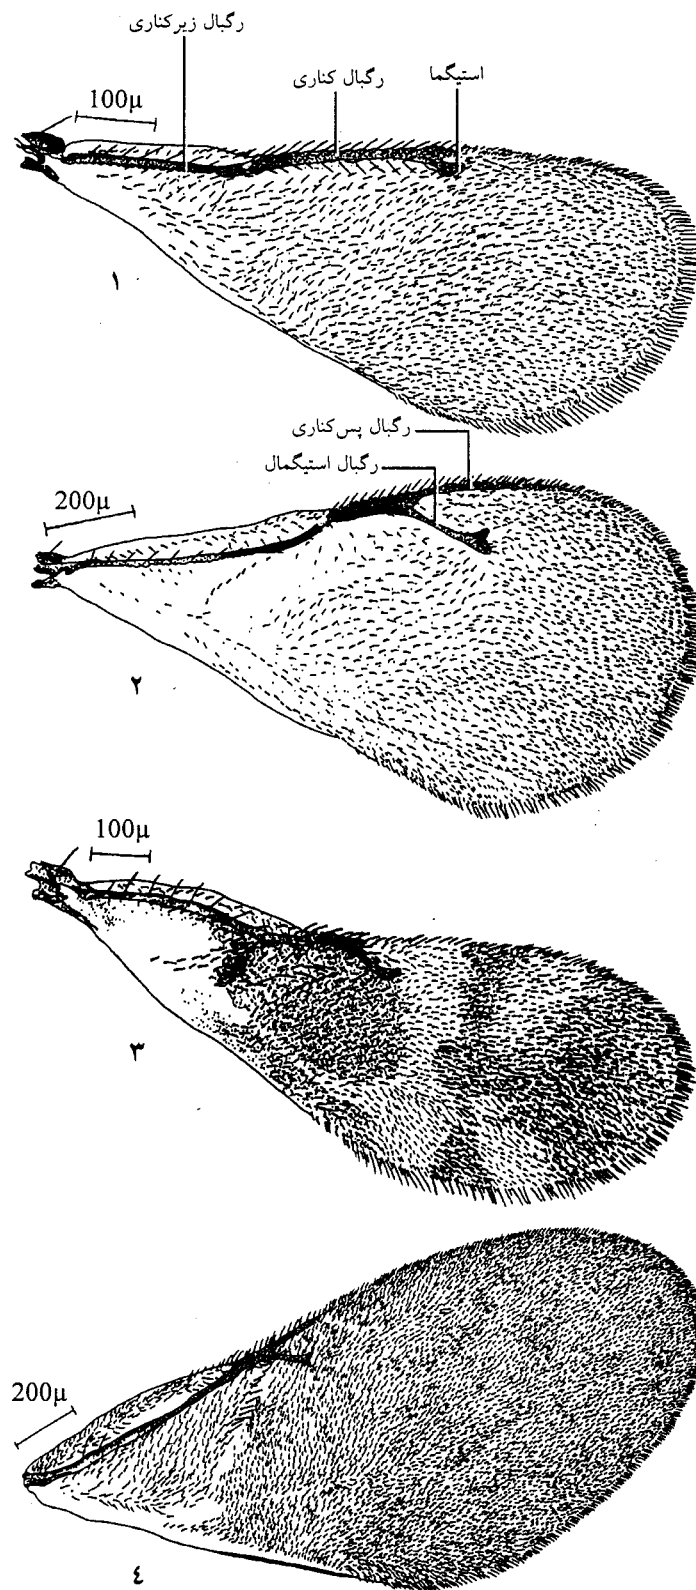 رگبال زیرکناری
رگبال کناری
استیگما
100µ
۱
رگبال پس‌کناری
رگبال استیگمال
200µ
۲
100µ
۳
200µ
٤